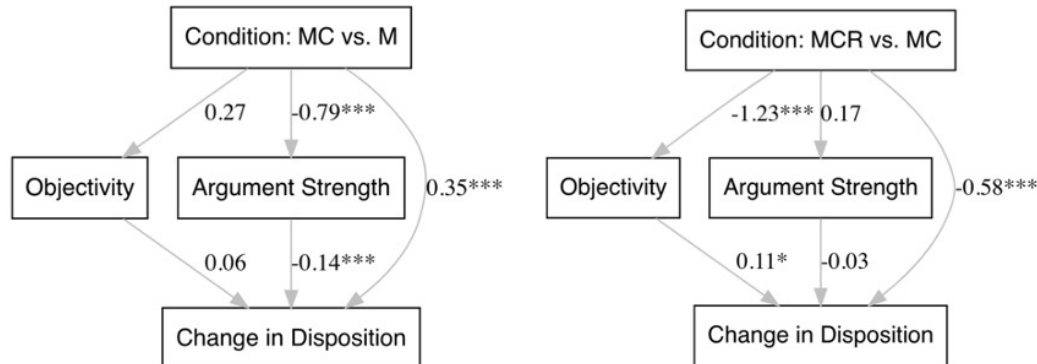 Condition: MC vs. M
0.27
-0.79***
Objectivity
Argument Strength
0.35***
0.06
-0.14***
Change in Disposition
Condition: MCR vs. MC
-1.23***
0.17
Objectivity
Argument Strength
-0.58***
0.11*
-0.03
Change in Disposition